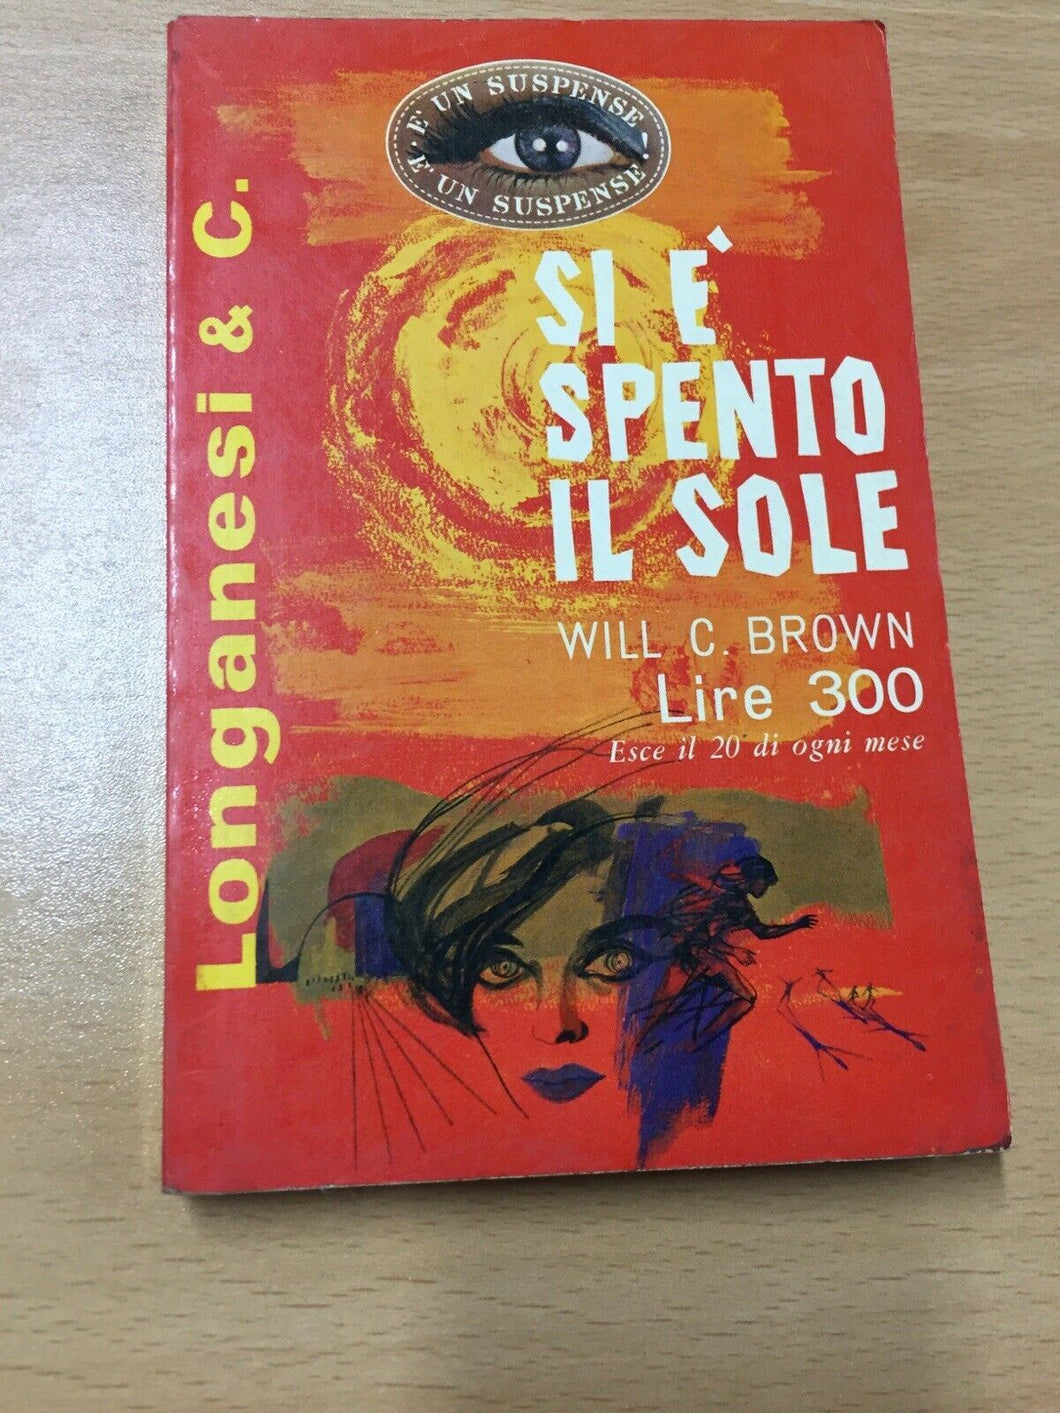 E' UN SUSPENSE!
E' UN SUSPENSE!
Longanesi & C.
SI È
SPENTO
IL SOLE
WILL C. BROWN
Lire 300
Esce il 20 di ogni mese